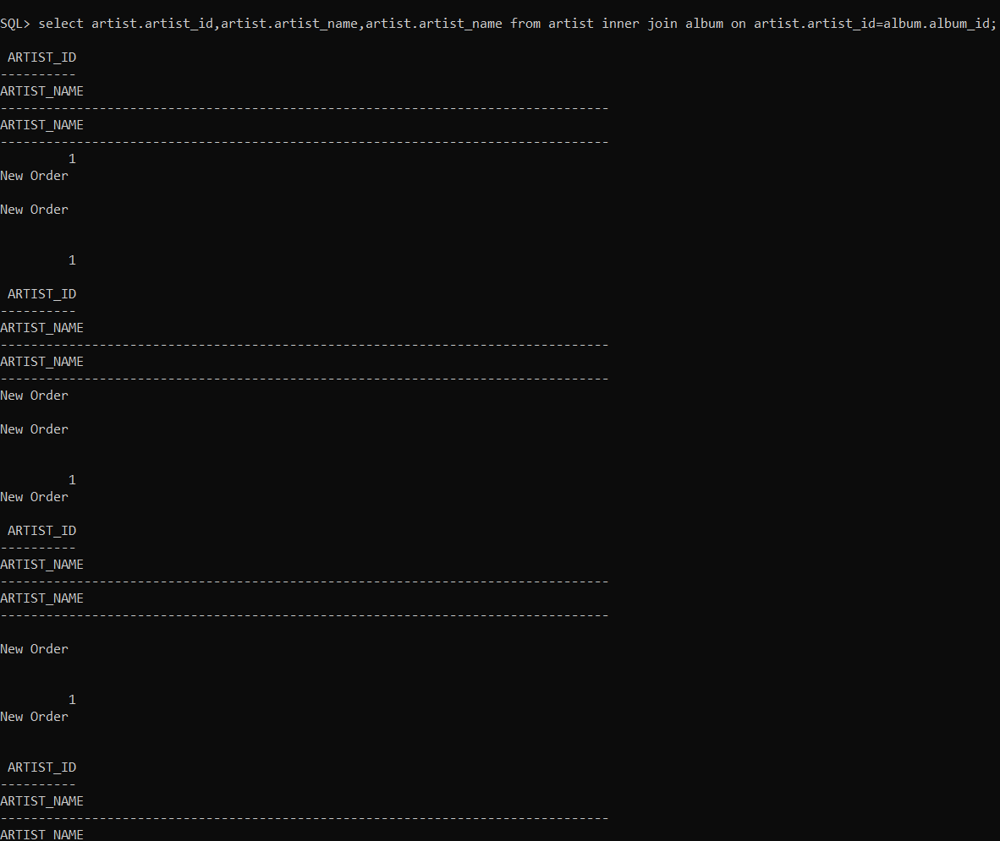 SQL> select artist.artist_id,artist.artist_name,artist.artist_name from artist inner join album on artist.artist_id=album.album_id;
ARTIST_ID
----------
ARTIST_NAME
--------------------------------------------------------------------------------
ARTIST_NAME
--------------------------------------------------------------------------------
1
New Order
New Order
1
ARTIST_ID
----------
ARTIST_NAME
--------------------------------------------------------------------------------
ARTIST_NAME
--------------------------------------------------------------------------------
New Order
New Order
1
New Order
ARTIST_ID
----------
ARTIST_NAME
--------------------------------------------------------------------------------
ARTIST_NAME
--------------------------------------------------------------------------------
New Order
1
New Order
ARTIST_ID
----------
ARTIST_NAME
--------------------------------------------------------------------------------
ARTIST_NAME